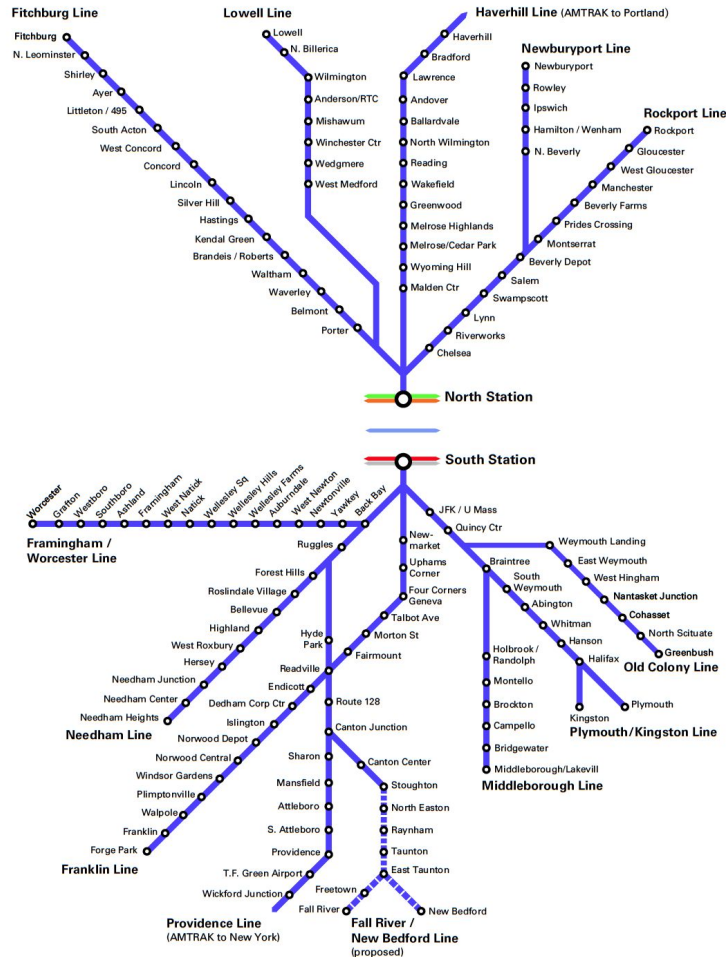 Fitchburg Line
Fitchburg
N. Leominster
Shirley
Ayer
Littleton / 495
South Acton
West Concord
Concord
Lincoln
Silver Hill
Hastings
Kendal Green
Brandeis / Roberts
Waltham
Waverley
Belmont
Porter
Lowell Line
Lowell
N. Billerica
Wilmington
Anderson/RTC
Mishawum
Winchester Ctr
Wedgmere
West Medford
Haverhill Line (AMTRAK to Portland)
Haverhill
Bradford
Lawrence
Andover
Ballardvale
North Wilmington
Reading
Wakefield
Greenwood
Melrose Highlands
Melrose/Cedar Park
Wyoming Hill
Malden Ctr
Newburyport Line
Newburyport
Rowley
Ipswich
Hamilton / Wenham
N. Beverly
Rockport Line
Rockport
Gloucester
West Gloucester
Manchester
Beverly Farms
Prides Crossing
Montserrat
Beverly Depot
Salem
Swampscott
Lynn
Riverworks
Chelsea
North Station
South Station
Worcester
Grafton
Westboro
Southboro
Ashland
Framingham
West Natick
Natick
Wellesley Sq
Wellesley Hills
Wellesley Farms
Auburndale
West Newton
Newtonville
Yawkey
Back Bay
Framingham /
Worcester Line
Ruggles
Forest Hills
Roslindale Village
Bellevue
Highland
West Roxbury
Hersey
Needham Junction
Needham Center
Needham Heights
Needham Line
New-
market
Uphams
Corner
Four Corners
Geneva
Talbot Ave
Morton St
Fairmount
Hyde
Park
Readville
Endicott
Dedham Corp Ctr
Islington
Norwood Depot
Norwood Central
Windsor Gardens
Plimptonville
Walpole
Franklin
Forge Park
Franklin Line
Route 128
Canton Junction
Sharon
Mansfield
Attleboro
S. Attleboro
Providence
T.F. Green Airport
Wickford Junction
Providence Line
(AMTRAK to New York)
Canton Center
Stoughton
North Easton
Raynham
Taunton
East Taunton
Freetown
Fall River
New Bedford
Fall River /
New Bedford Line
(proposed)
JFK / U Mass
Quincy Ctr
Braintree
South
Weymouth
Abington
Whitman
Hanson
Halifax
Kingston
Plymouth
Plymouth/Kingston Line
Weymouth Landing
East Weymouth
West Hingham
Nantasket Junction
Cohasset
North Scituate
Greenbush
Old Colony Line
Holbrook /
Randolph
Montello
Brockton
Campello
Bridgewater
Middleborough/Lakevill
Middleborough Line